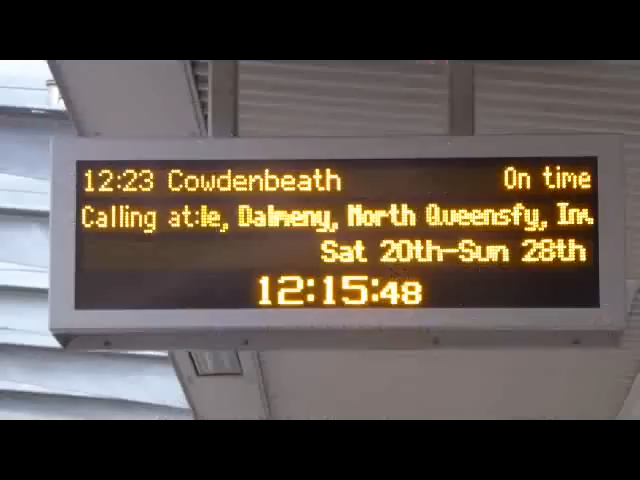 12:23 Cowdenbeath On time
Calling at:le, Dalmeny, North Queensfy, In
Sat 20th-Sun 28th
12:15:48